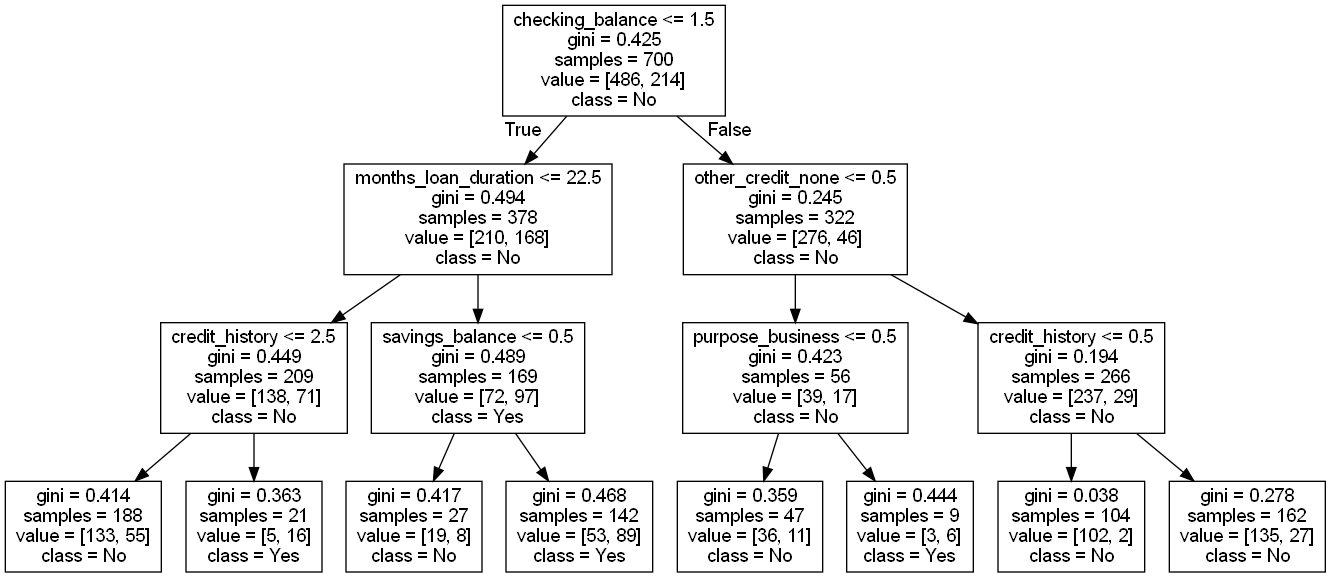 checking_balance <= 1.5
gini = 0.425
samples = 700
value = [486, 214]
class = No
True
False
months_loan_duration <= 22.5
gini = 0.494
samples = 378
value = [210, 168]
class = No
other_credit_none <= 0.5
gini = 0.245
samples = 322
value = [276, 46]
class = No
credit_history <= 2.5
gini = 0.449
samples = 209
value = [138, 71]
class = No
savings_balance <= 0.5
gini = 0.489
samples = 169
value = [72, 97]
class = Yes
purpose_business <= 0.5
gini = 0.423
samples = 56
value = [39, 17]
class = No
credit_history <= 0.5
gini = 0.194
samples = 266
value = [237, 29]
class = No
gini = 0.414
samples = 188
value = [133, 55]
class = No
gini = 0.363
samples = 21
value = [5, 16]
class = Yes
gini = 0.417
samples = 27
value = [19, 8]
class = No
gini = 0.468
samples = 142
value = [53, 89]
class = Yes
gini = 0.359
samples = 47
value = [36, 11]
class = No
gini = 0.444
samples = 9
value = [3, 6]
class = Yes
gini = 0.038
samples = 104
value = [102, 2]
class = No
gini = 0.278
samples = 162
value = [135, 27]
class = No